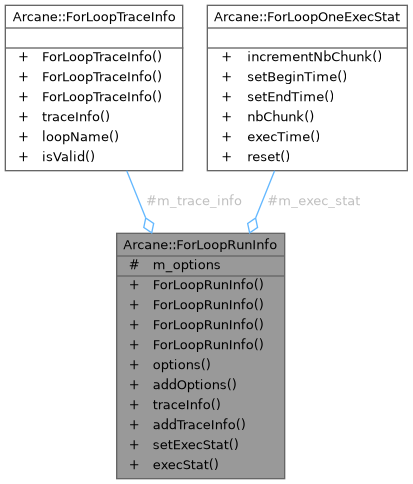 Arcane::ForLoopTraceInfo
+ ForLoopTraceInfo()
+ ForLoopTraceInfo()
+ ForLoopTraceInfo()
+ traceInfo()
+ loopName()
+ isValid()
Arcane::ForLoopOneExecStat
+ incrementNbChunk()
+ setBeginTime()
+ setEndTime()
+ nbChunk()
+ execTime()
+ reset()
#m_trace_info
#m_exec_stat
Arcane::ForLoopRunInfo
# m_options
+ ForLoopRunInfo()
+ ForLoopRunInfo()
+ ForLoopRunInfo()
+ ForLoopRunInfo()
+ options()
+ addOptions()
+ traceInfo()
+ addTraceInfo()
+ setExecStat()
+ execStat()